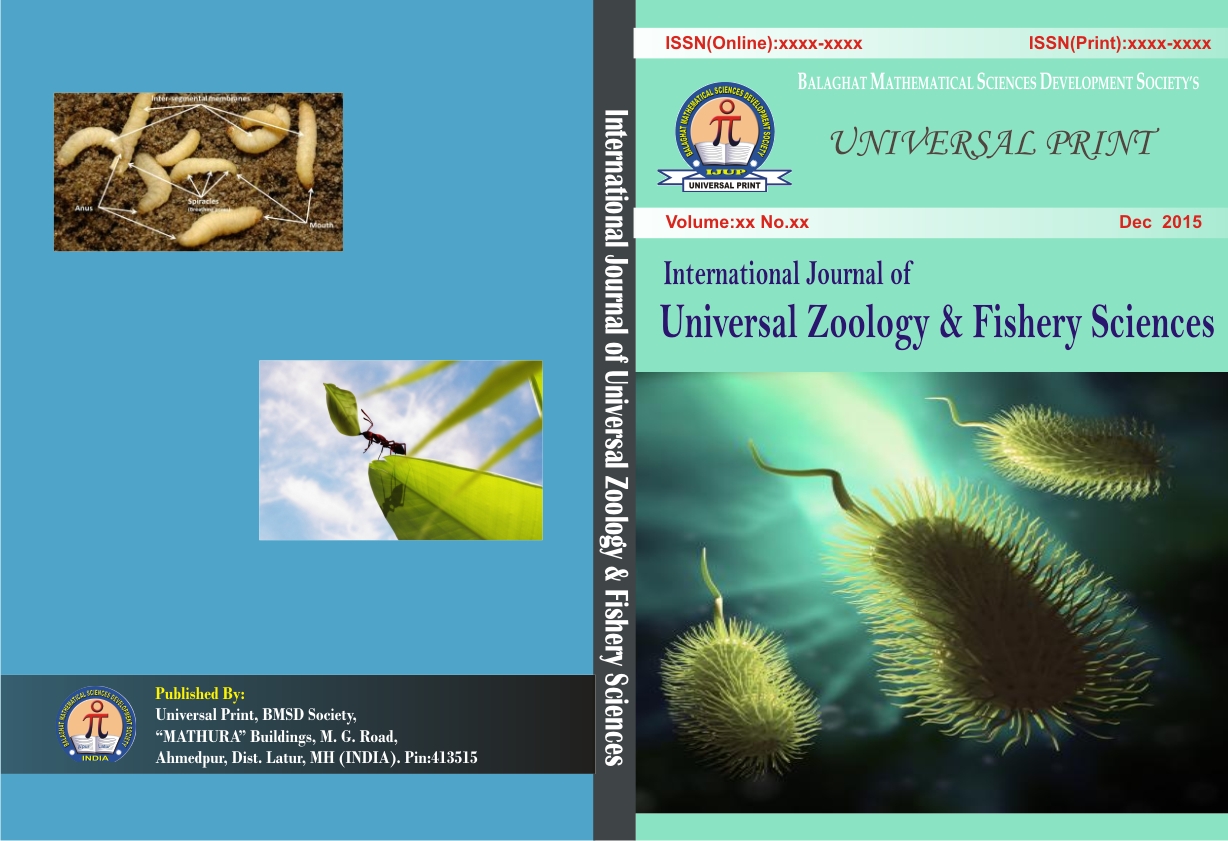 Inter-segmental membranes
Anus
Spiracles
Mouth
Published By:
Universal Print, BMSD Society,
“MATHURA” Buildings, M. G. Road,
Ahmedpur, Dist. Latur, MH (INDIA). Pin:413515
BALAGHAT MATHEMATICAL SCIENCES DEVELOPMENT SOCIETY
π
INDIA
International Journal of Universal Zoology & Fishery Sciences
ISSN(Online):xxxx-xxxx ISSN(Print):xxxx-xxxx
BALAGHAT MATHEMATICAL SCIENCES DEVELOPMENT SOCIETY'S
UNIVERSAL PRINT
BALAGHAT MATHEMATICAL SCIENCES DEVELOPMENT SOCIETY
π
IJUP
UNIVERSAL PRINT
Volume:xx No.xx Dec 2015
International Journal of
Universal Zoology & Fishery Sciences